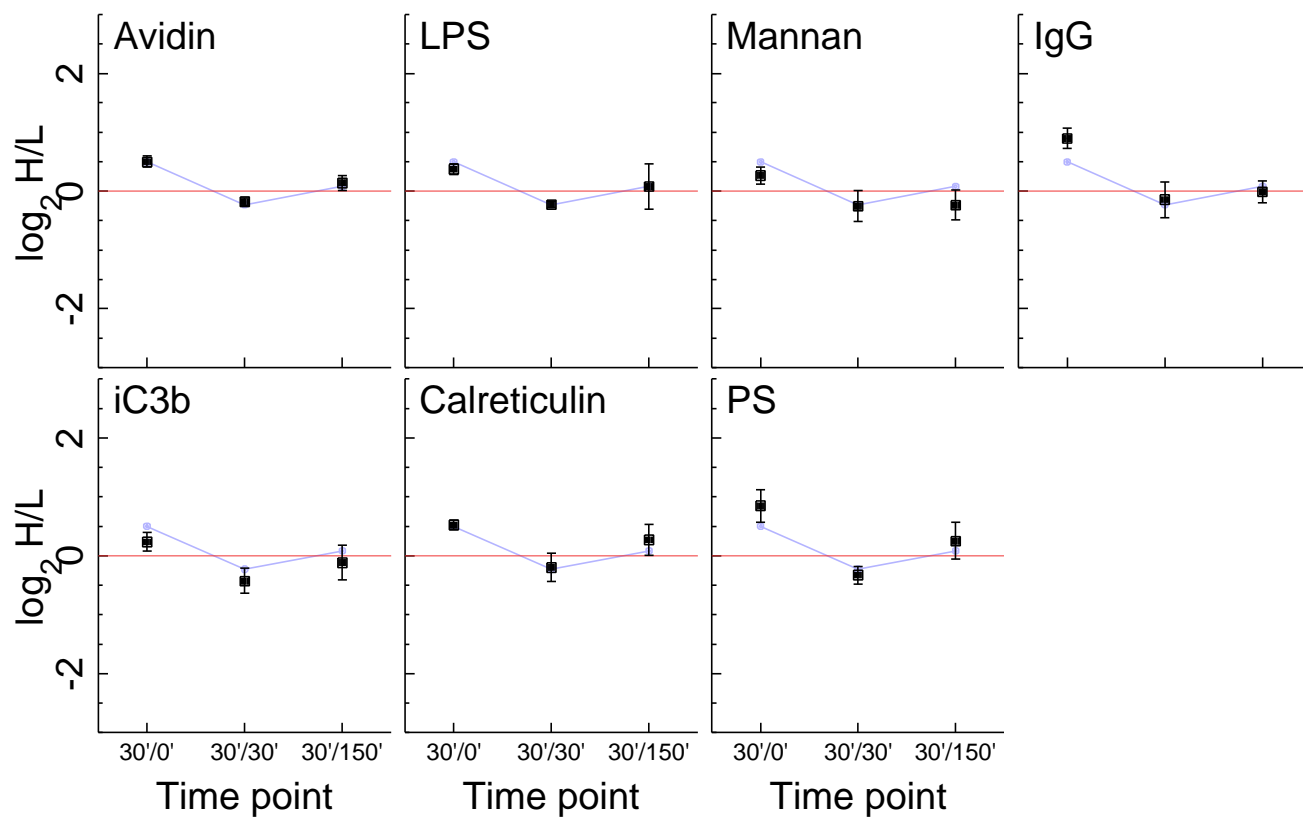 Avidin LPS Mannan IgG
2
0
-2
log2 H/L
iC3b Calreticulin PS
2
0
-2
log2 H/L
30'/0' 30'/30' 30'/150' 30'/0' 30'/30' 30'/150' 30'/0' 30'/30' 30'/150'
Time point Time point Time point